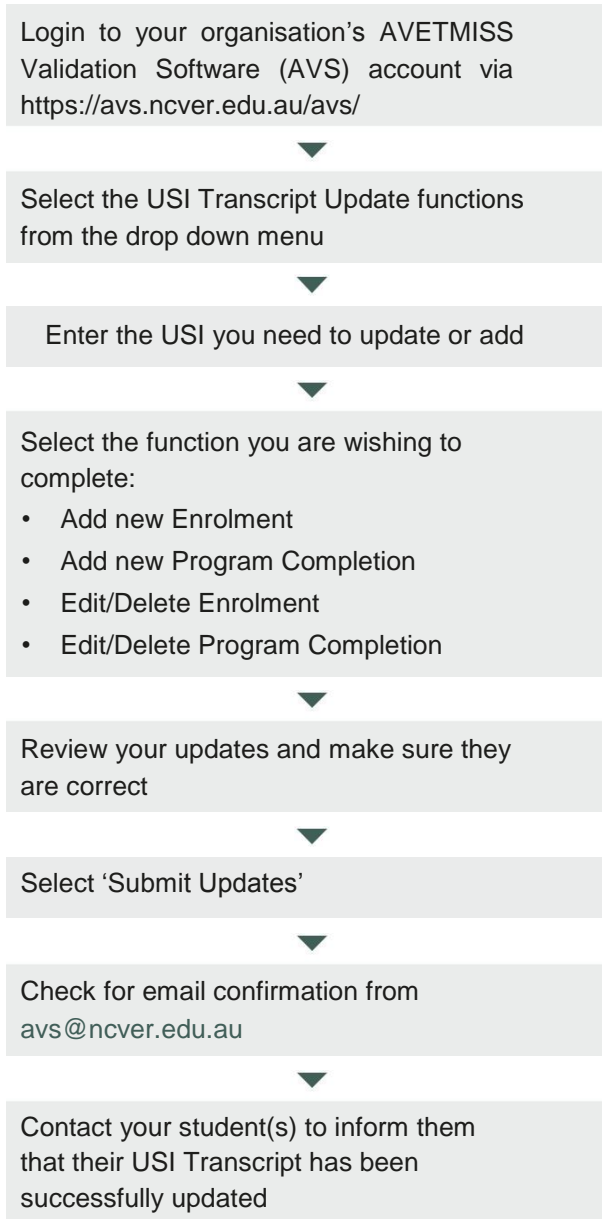 Login to your organisation's AVETMISS
Validation Software (AVS) account via
https://avs.ncver.edu.au/avs/
Select the USI Transcript Update functions
from the drop down menu
Enter the USI you need to update or add
Select the function you are wishing to
complete:
• Add new Enrolment
• Add new Program Completion
• Edit/Delete Enrolment
• Edit/Delete Program Completion
Review your updates and make sure they
are correct
Select ‘Submit Updates’
Check for email confirmation from
avs@ncver.edu.au
Contact your student(s) to inform them
that their USI Transcript has been
successfully updated